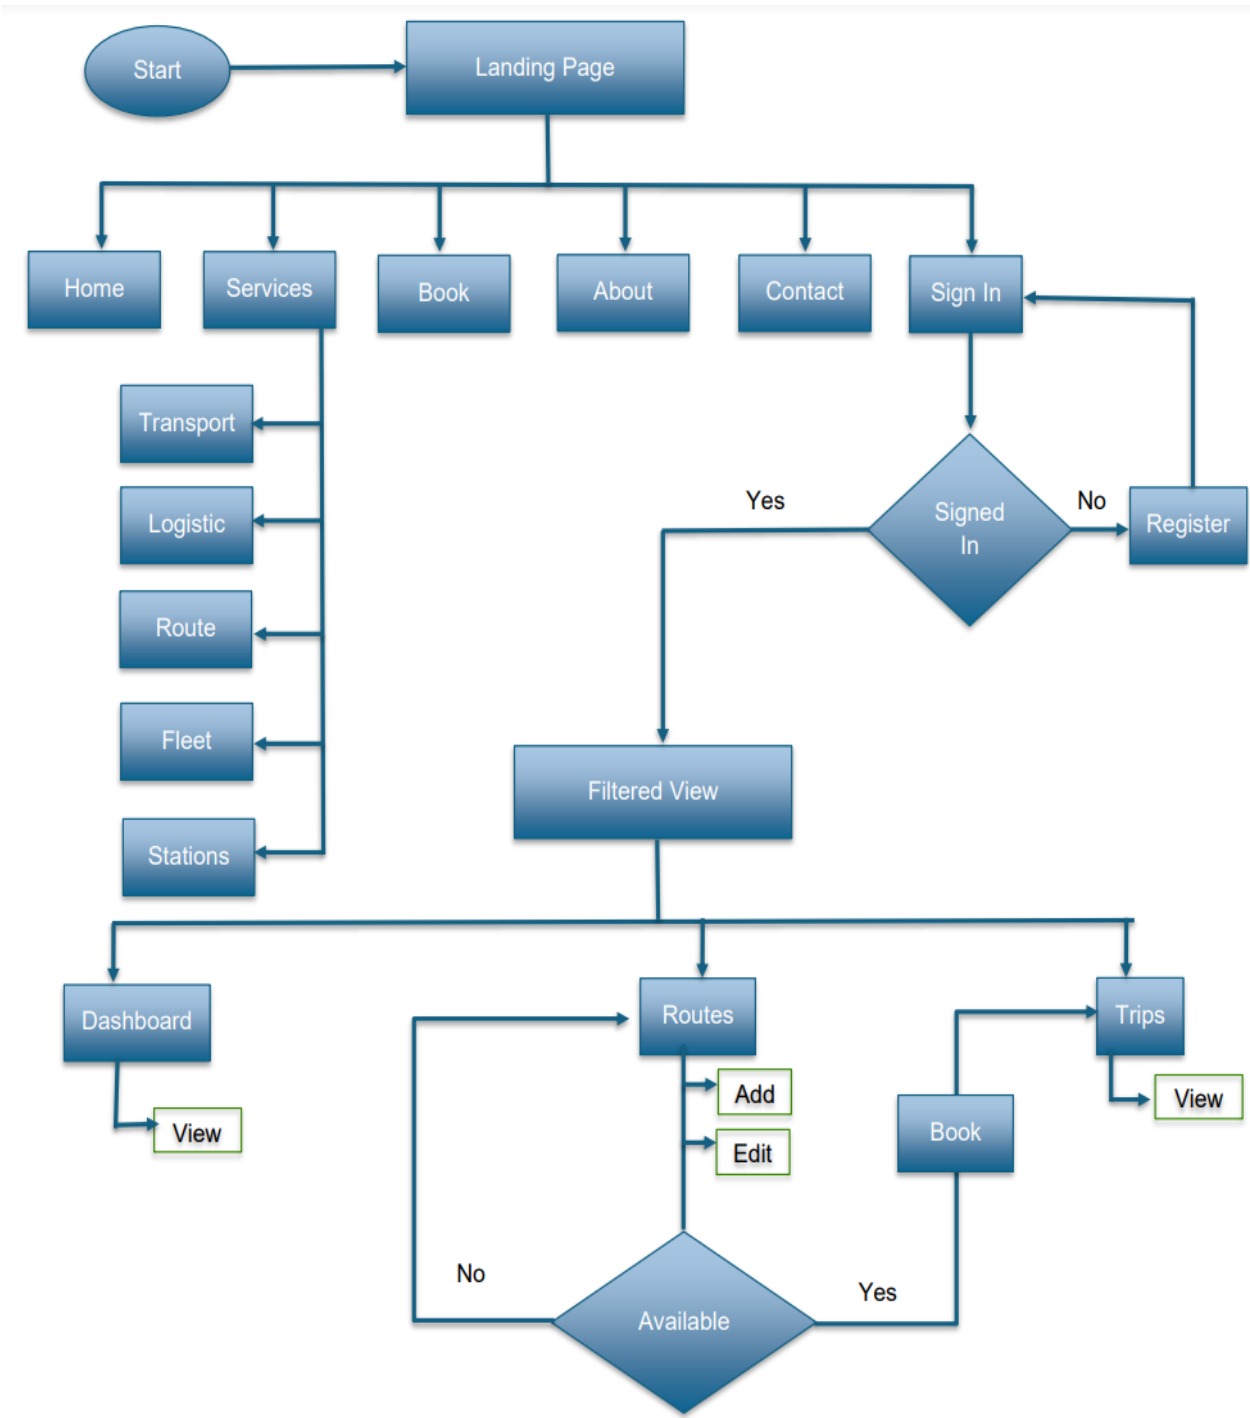 Start
Landing Page
Home
Services
Book
About
Contact
Sign In
Transport
Logistic
Route
Fleet
Stations
Yes
Signed
In
No
Register
Filtered View
Dashboard
View
Routes
Add
Edit
Trips
View
Book
No
Available
Yes